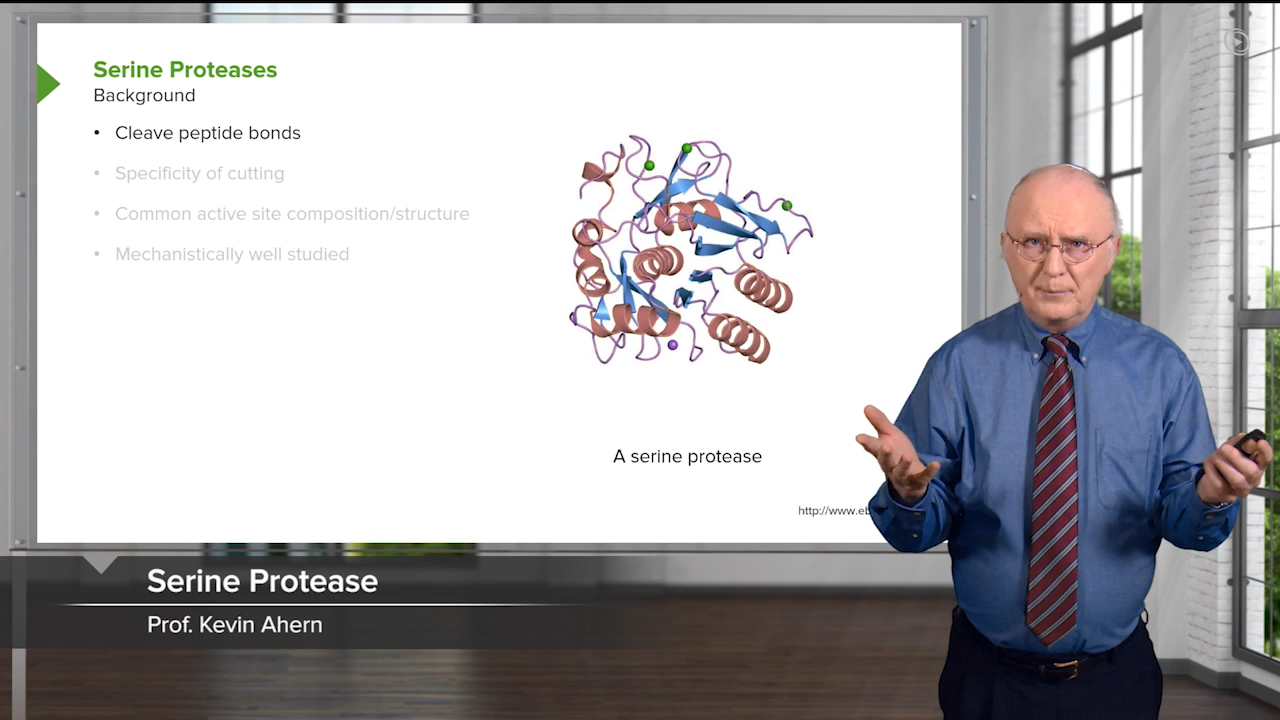 Serine Proteases
Background
• Cleave peptide bonds
• Specificity of cutting
• Common active site composition/structure
• Mechanistically well studied
A serine protease
Serine Protease
Prof. Kevin Ahern